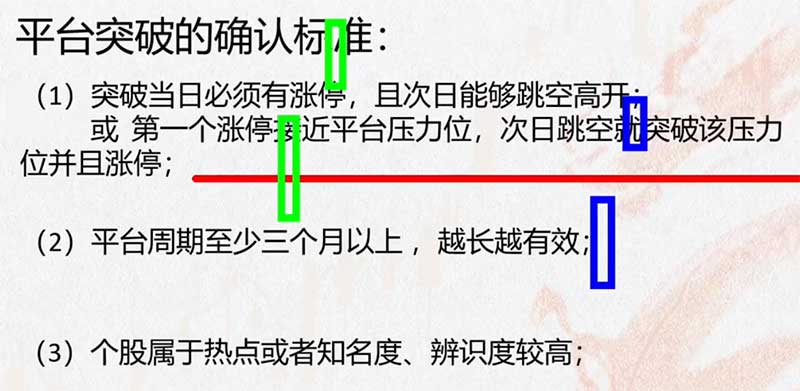 平台突破的确认标准：
（1）突破当日必须有涨停，且次日能够跳空高开；
或 第一个涨停接近平台压力位，次日跳空就突破该压力
位并且涨停；
（2）平台周期至少三个月以上 ，越长越有效；
（3）个股属于热点或者知名度、辨识度较高；